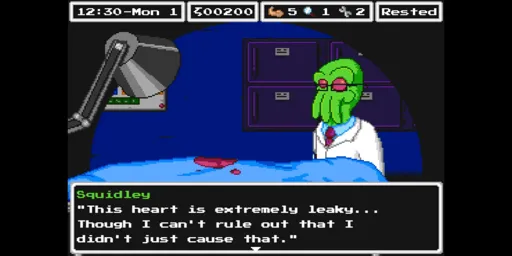 12:30-Mon 1
ζ00200
5 1 2
Rested
Squidley
"This heart is extremely leaky...
Though I can't rule out that I
didn't just cause that."